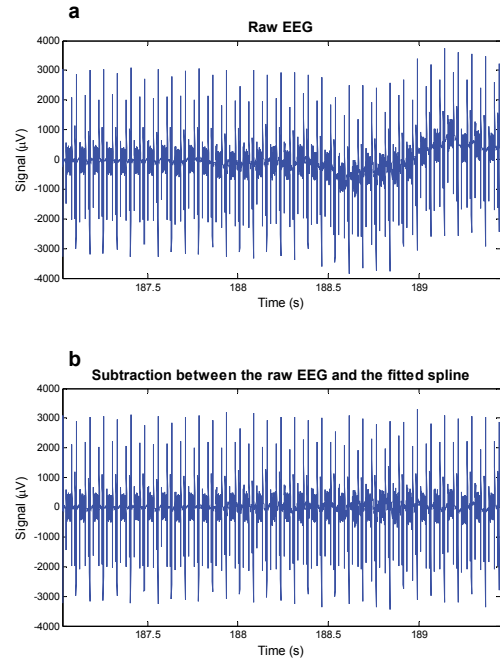 a
Raw EEG
4000
3000
2000
1000
0
-1000
-2000
-3000
-4000
Signal (μV)
187.5 188 188.5 189
Time (s)
b
Subtraction between the raw EEG and the fitted spline
4000
3000
2000
1000
0
-1000
-2000
-3000
-4000
Signal (μV)
187.5 188 188.5 189
Time (s)